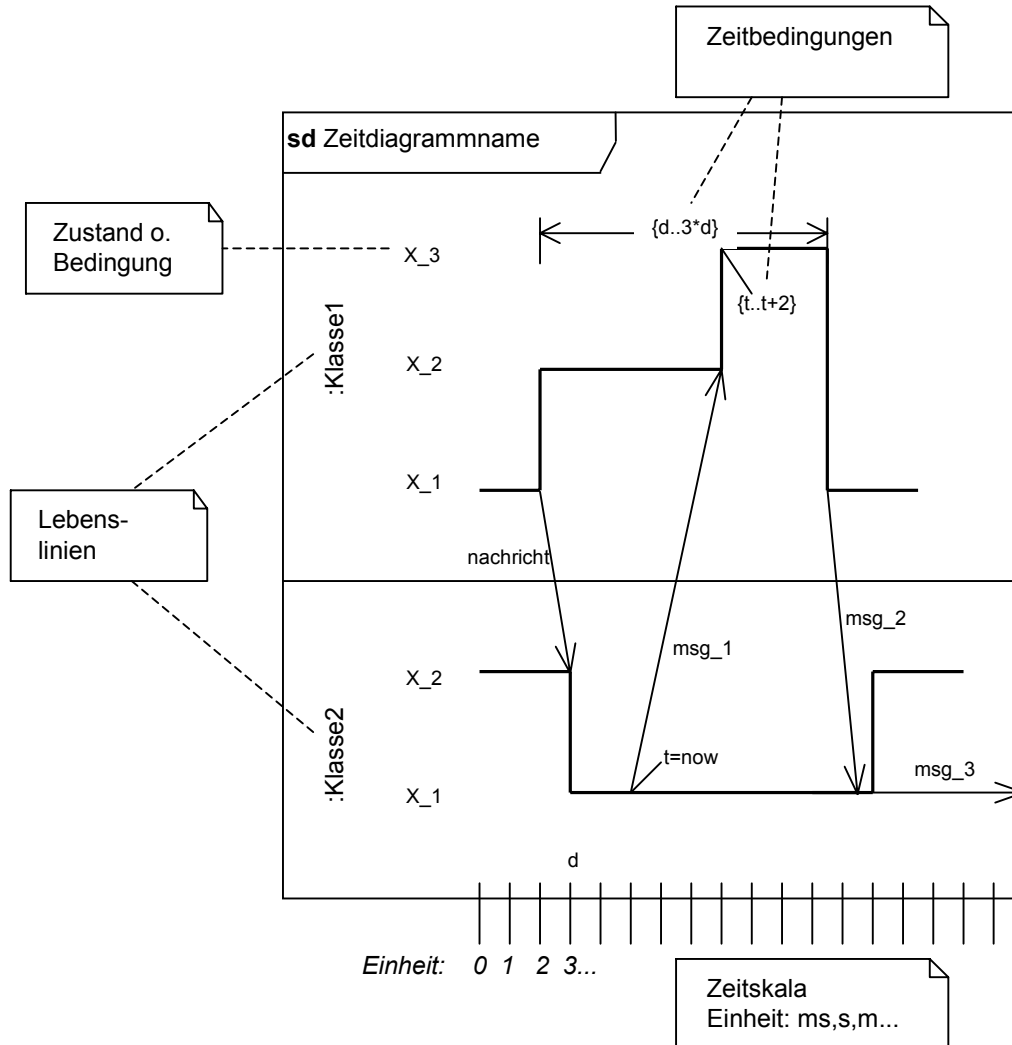 Zeitbedingungen
sd Zeitdiagrammname
Zustand o.
Bedingung
X_3
{d..3*d}
{t..t+2}
:Klasse1
X_2
X_1
Lebens-
linien
nachricht
msg_1
msg_2
X_2
:Klasse2
t=now
msg_3
X_1
d
Einheit: 0 1 2 3...
Zeitskala
Einheit: ms,s,m...